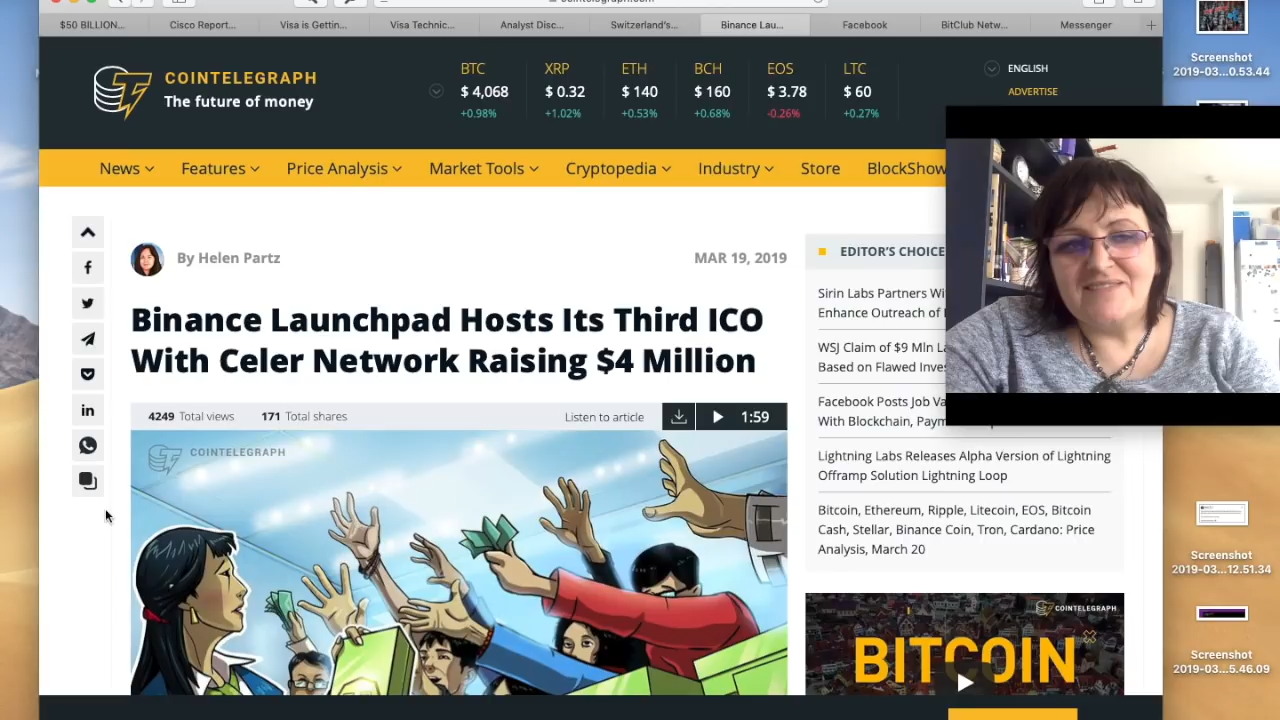 cointelegraph.com
$50 BILLION...
Cisco Report...
Visa is Gettin...
Visa Technic...
Analyst Disc...
Switzerland's...
Binance Lau...
Facebook
BitClub Netw...
Messenger
COINTELEGRAPH
The future of money
BTC
$ 4,068
+0.98%
XRP
$ 0.32
+1.02%
ETH
$ 140
+0.53%
BCH
$ 160
+0.68%
EOS
$ 3.78
-0.26%
LTC
$ 60
+0.27%
ENGLISH
ADVERTISE
News
Features
Price Analysis
Market Tools
Cryptopedia
Industry
Store
BlockShow
By Helen Partz
MAR 19, 2019
Binance Launchpad Hosts Its Third ICO
With Celer Network Raising $4 Million
4249 Total views
171 Total shares
Listen to article
1:59
COINTELEGRAPH
EDITOR'S CHOICE
Sirin Labs Partners Wi
Enhance Outreach of
WSJ Claim of $9 Mln La
Based on Flawed Inves
Facebook Posts Job Va
With Blockchain, Paym
Lightning Labs Releases Alpha Version of Lightning
Offramp Solution Lightning Loop
Bitcoin, Ethereum, Ripple, Litecoin, EOS, Bitcoin
Cash, Stellar, Binance Coin, Tron, Cardano: Price
Analysis, March 20
COINTELEGRAPH
BITCOIN
Screenshot
2019-03...0.53.44
Screenshot
2019-03...12.51.34
Screenshot
2019-03...5.46.09